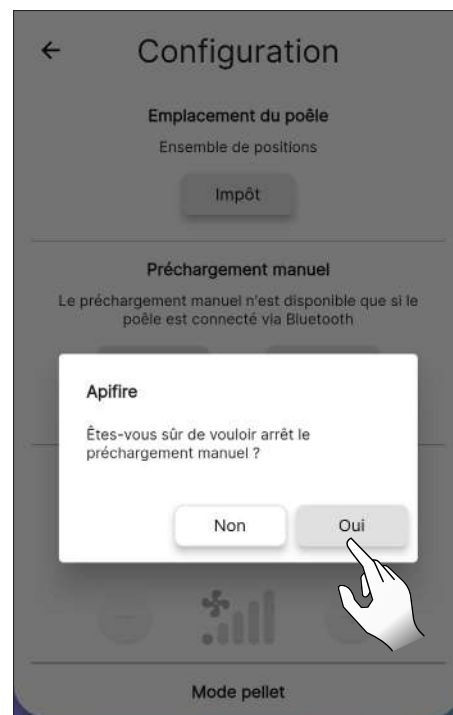 Configuration
Emplacement du poêle
Ensemble de positions
Impôt
Préchargement manuel
Le préchargement manuel n'est disponible que si le
poêle est connecté via Bluetooth
Apifire
Êtes-vous sûr de vouloir arrêt le
préchargement manuel ?
Non
Oui
Mode pellet